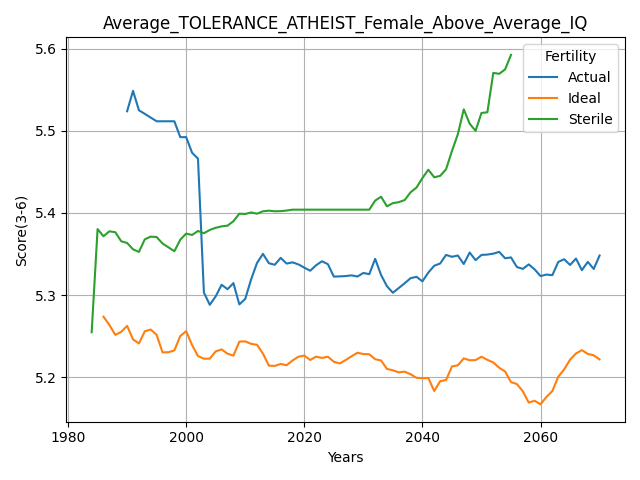 Average_TOLERANCE_ATHEIST_Female_Above_Average_IQ
Fertility
Actual
Ideal
Sterile
Score(3-6)
5.6
5.5
5.4
5.3
5.2
1980
2000
2020
2040
2060
Years